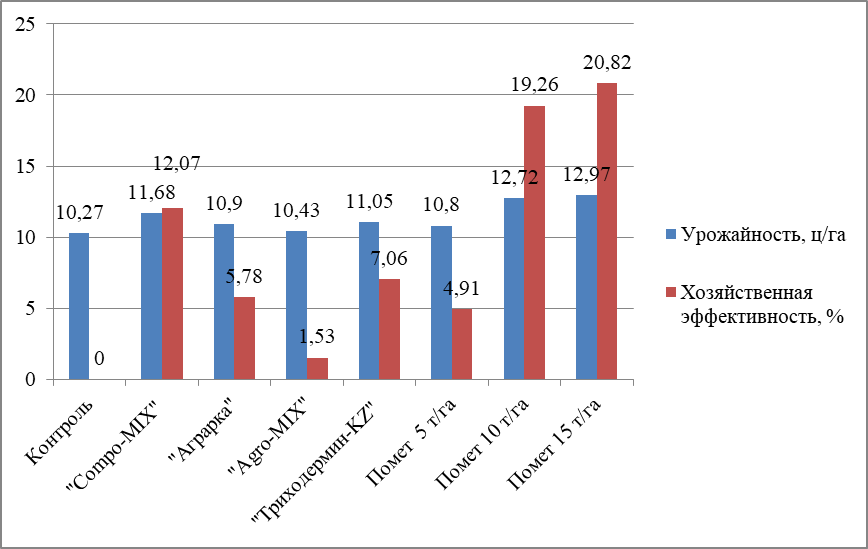 25
20
15
10
5
0
10,27
0
11,68
12,07
10,9
5,78
10,43
1,53
11,05
7,06
10,8
4,91
12,72
19,26
12,97
20,82
Контроль
"Compo-MIX"
"Аграрка"
"Agro-MIX"
"Триходермин-KZ"
Помет 5 т/га
Помет 10 т/га
Помет 15 т/га
Урожайность, ц/га
Хозяйственная
эффективность, %